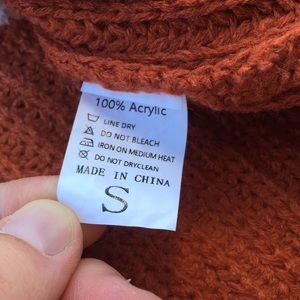 100% Acrylic
LINE DRY
DO NOT BLEACH
IRON ON MEDIUM HEAT
DO NOT DRYCLEAN
MADE IN CHINA
S